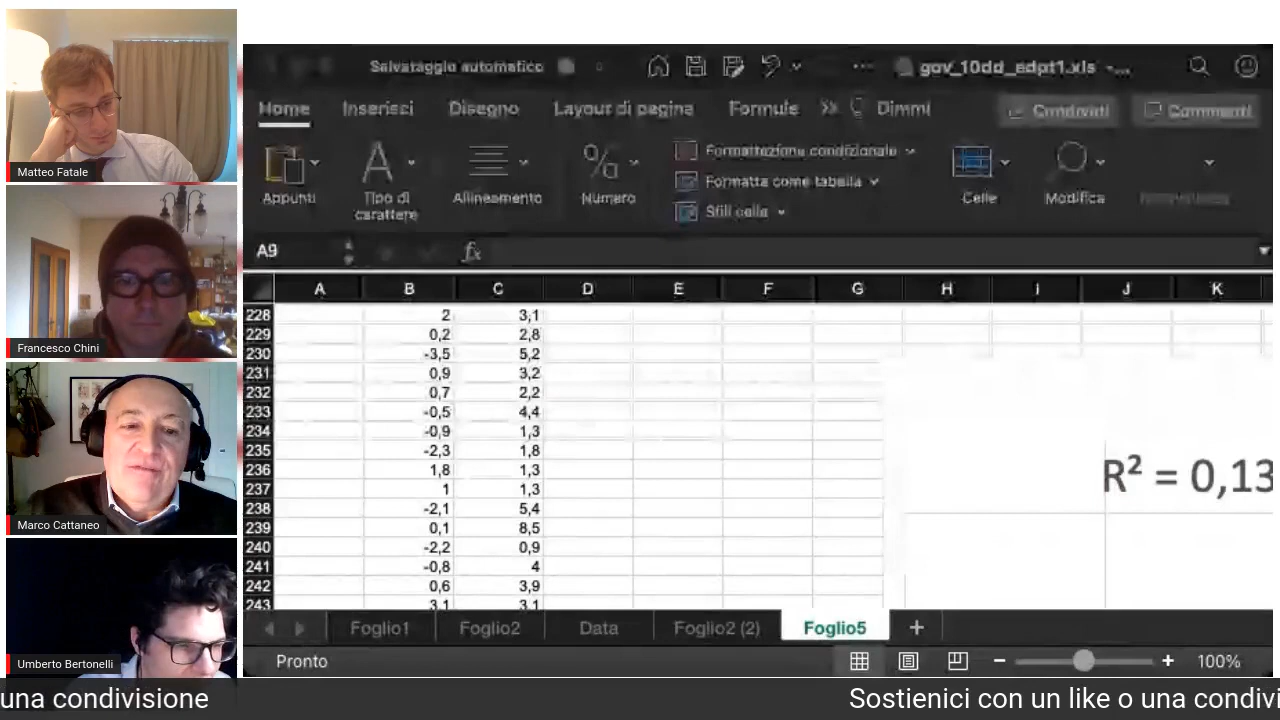 Matteo Fatale
Francesco Chini
Marco Cattaneo
Umberto Bertonelli
Salvataggio automatico
gov_10dd_edpt1.xls
Home Inserisci Disegno Layout di pagina Formule Dimmi Condividi Commenti
Appunti
Tipo di
carattere
Allineamento
Numero
Formattazione condizionale
Formatta come tabella
Stili cella
Celle
Modifica
A9 fx
A B C D E F G H I J K
228 2 3,1
229 0,2 2,8
230 -3,5 5,2
231 0,9 3,2
232 0,7 2,2
233 -0,5 4,4
234 -0,9 1,3
235 -2,3 1,8
236 1,8 1,3
237 1 1,3
238 -2,1 5,4
239 0,1 8,5
240 -2,2 0,9
241 -0,8 4
242 0,6 3,9
243 3,1 3,1
R² = 0,13
Foglio1 Foglio2 Data Foglio2 (2) Foglio5 +
Pronto 100%
una condivisione Sostienici con un like o una condivi